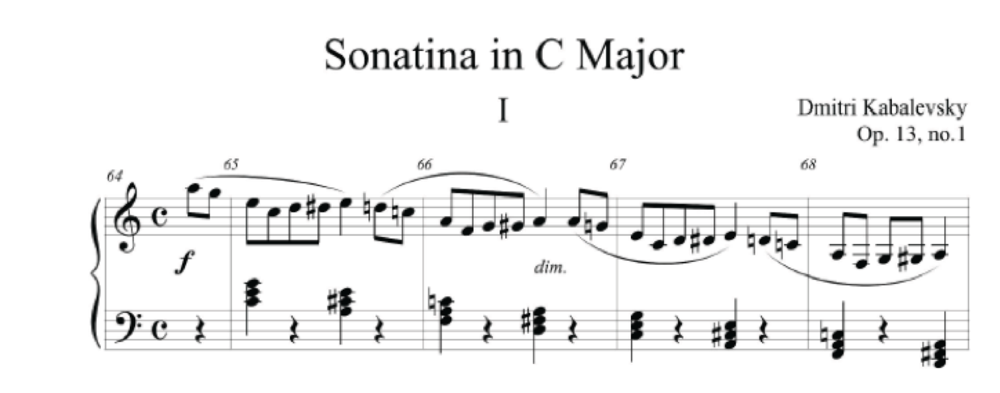 Sonatina in C Major
I
Dmitri Kabalevsky
Op. 13, no.1
64 65 66 67 68
f
dim.